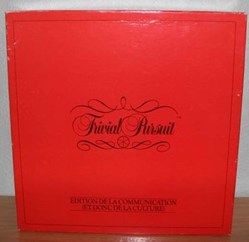 Trivial Pursuit
EDITION DE LA COMMUNICATION
(ET DONC DE LA CULTURE)